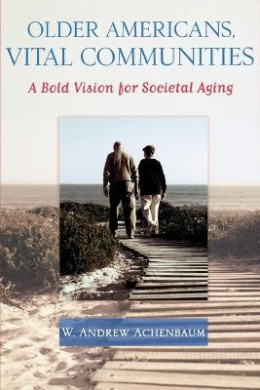 OLDER AMERICANS,
VITAL COMMUNITIES
A Bold Vision for Societal Aging
W. ANDREW ACHENBAUM